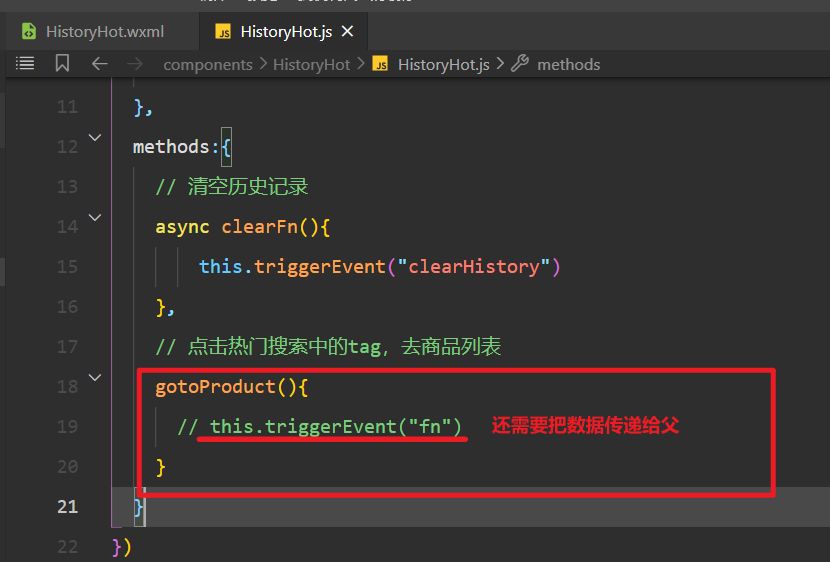 HistoryHot.wxml
JS HistoryHot.js ×
components > HistoryHot > JS HistoryHot.js > methods
11 },
12 methods:{
13 // 清空历史记录
14 async clearFn(){
15 this.triggerEvent("clearHistory")
16 },
17 // 点击热门搜索中的tag，去商品列表
18 gotoProduct(){
19 // this.triggerEvent("fn") 还需要把数据传递给父
20 }
21 }
22 })